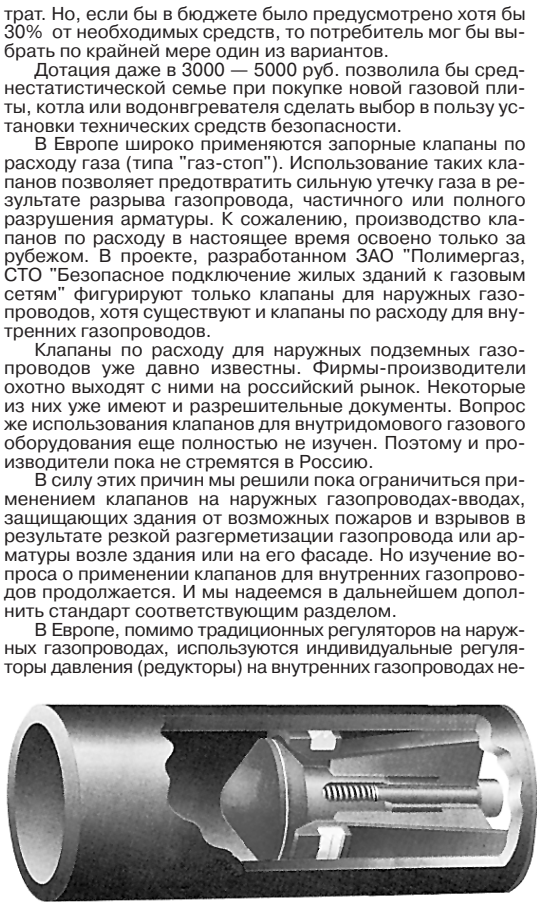 трат. Но, если бы в бюджете было предусмотрено хотя бы
30% от необходимых средств, то потребитель мог бы вы-
брать по крайней мере один из вариантов.
Дотация даже в 3000 — 5000 руб. позволила бы сред-
нестатистической семье при покупке новой газовой пли-
ты, котла или водонвгревателя сделать выбор в пользу ус-
тановки технических средств безопасности.
В Европе широко применяются запорные клапаны по
расходу газа (типа "газ-стоп"). Использование таких кла-
панов позволяет предотвратить сильную утечку газа в ре-
зультате разрыва газопровода, частичного или полного
разрушения арматуры. К сожалению, производство кла-
панов по расходу в настоящее время освоено только за
рубежом. В проекте, разработанном ЗАО "Полимергаз,
СТО "Безопасное подключение жилых зданий к газовым
сетям" фигурируют только клапаны для наружных газо-
проводов, хотя существуют и клапаны по расходу для вну-
тренних газопроводов.
Клапаны по расходу для наружных подземных газо-
проводов уже давно известны. Фирмы-производители
охотно выходят с ними на российский рынок. Некоторые
из них уже имеют и разрешительные документы. Вопрос
же использования клапанов для внутридомового газового
оборудования еще полностью не изучен. Поэтому и про-
изводители пока не стремятся в Россию.
В силу этих причин мы решили пока ограничиться при-
менением клапанов на наружных газопроводах-вводах,
защищающих здания от возможных пожаров и взрывов в
результате резкой разгерметизации газопровода или ар-
матуры возле здания или на его фасаде. Но изучение во-
проса о применении клапанов для внутренних газопрово-
дов продолжается. И мы надеемся в дальнейшем допол-
нить стандарт соответствующим разделом.
В Европе, помимо традиционных регуляторов на наруж-
ных газопроводах, используются индивидуальные регуля-
торы давления (редукторы) на внутренних газопроводах не-